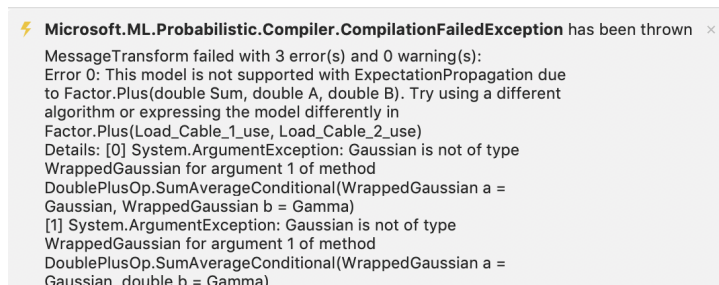 Microsoft.ML.Probabilistic.Compiler.CompilationFailedException has been thrown ×
MessageTransform failed with 3 error(s) and 0 warning(s):
Error 0: This model is not supported with ExpectationPropagation due
to Factor.Plus(double Sum, double A, double B). Try using a different
algorithm or expressing the model differently in
Factor.Plus(Load_Cable_1_use, Load_Cable_2_use)
Details: [0] System.ArgumentException: Gaussian is not of type
WrappedGaussian for argument 1 of method
DoublePlusOp.SumAverageConditional(WrappedGaussian a =
Gaussian, WrappedGaussian b = Gamma)
[1] System.ArgumentException: Gaussian is not of type
WrappedGaussian for argument 1 of method
DoublePlusOp.SumAverageConditional(WrappedGaussian a =
Gaussian, double b = Gamma)